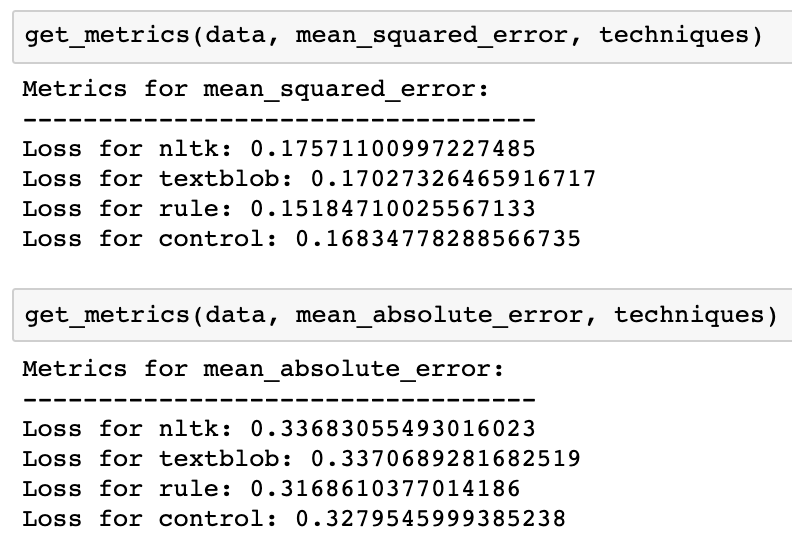 get_metrics(data, mean_squared_error, techniques)
Metrics for mean_squared_error:
----------------------------------
Loss for nltk: 0.17571100997227485
Loss for textblob: 0.17027326465916717
Loss for rule: 0.15184710025567133
Loss for control: 0.16834778288566735
get_metrics(data, mean_absolute_error, techniques)
Metrics for mean_absolute_error:
----------------------------------
Loss for nltk: 0.33683055493016023
Loss for textblob: 0.3370689281682519
Loss for rule: 0.3168610377014186
Loss for control: 0.3279545999385238